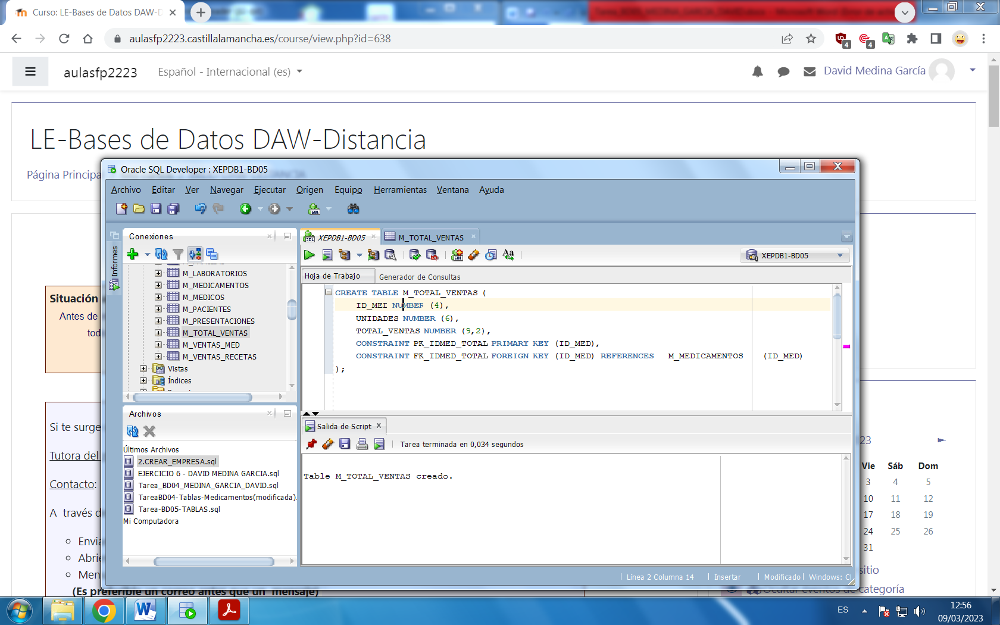 Curso: LE-Bases de Datos DAW-D
aulasfp2223.castillalamancha.es/course/view.php?id=638
4
4
aulasfp2223
Español - Internacional (es)
David Medina García
LE-Bases de Datos DAW-Distancia
Página Principa
Oracle SQL Developer : XEPDB1-BD05
Archivo Editar Ver Navegar Ejecutar Origen Equipo Herramientas Ventana Ayuda
Informes
Conexiones
M_LABORATORIOS
M_MEDICAMENTOS
M_MEDICOS
M_PACIENTES
M_PRESENTACIONES
M_TOTAL_VENTAS
M_VENTAS_MED
M_VENTAS_RECETAS
Vistas
Índices
XEPDB1-BD05
M_TOTAL_VENTAS
XEPDB1-BD05
Hoja de Trabajo
Generador de Consultas
CREATE TABLE M_TOTAL_VENTAS (
ID_MED NUMBER (4),
UNIDADES NUMBER (6),
TOTAL_VENTAS NUMBER (9,2),
CONSTRAINT PK_IDMED_TOTAL PRIMARY KEY (ID_MED),
CONSTRAINT FK_IDMED_TOTAL FOREIGN KEY (ID_MED) REFERENCES M_MEDICAMENTOS (ID_MED)
);
Archivos
Últimos Archivos
2.CREAR_EMPRESA.sql
EJERCICIO 6 - DAVID MEDINA GARCIA.sql
Tarea_BD04_MEDINA_GARCIA_DAVID.sql
TareaBD04-Tablas-Medicamentos(modificada).
Tarea-BD05-TABLAS.sql
Mi Computadora
Salida de Script
Tarea terminada en 0,034 segundos
Table M_TOTAL_VENTAS creado.
Línea 2 Columna 14
Insertar
Modificado
Windows: Cl
Situación
Antes de
tod
Si te surge
Tutora del
Contacto:
A través d
Envia
Abrie
Men
(Es preferible un correo antes que un mensaje)
23
Vie Sáb Dom
3 4 5
10 11 12
17 18 19
24 25 26
31
sitio
Ocultar eventos de categoría
ES
12:56
09/03/2023